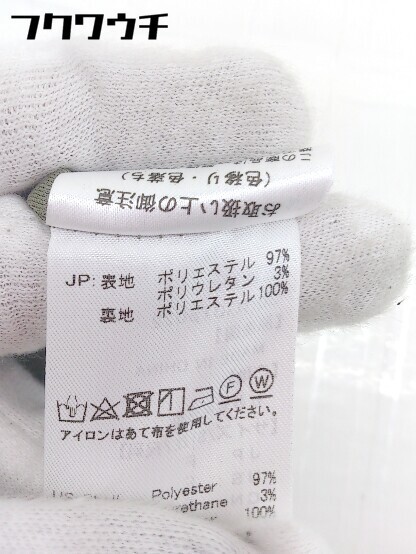 フクワウチ
お取扱い上の御注意
(色移り・色落ち)
JP: 表地 ポリエステル 97%
ポリウレタン 3%
裏地 ポリエステル 100%
F W
アイロンはあて布を使用してください。
Polyester 97%
3%
100%